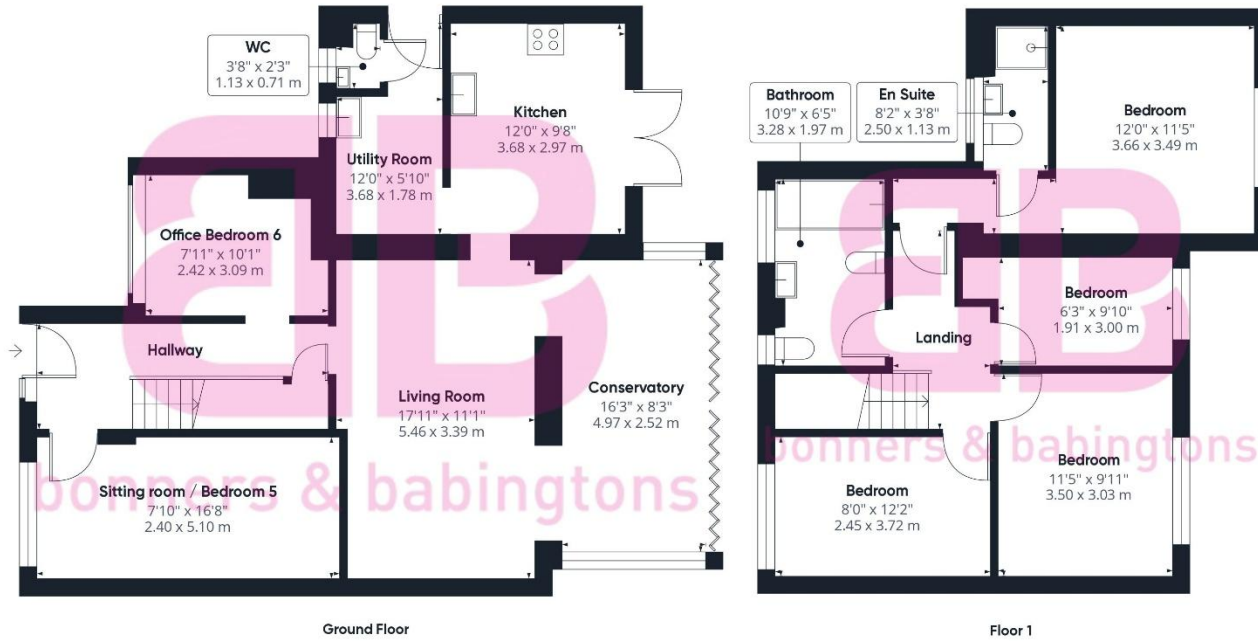 WC
3'8" x 2'3"
1.13 x 0.71 m
Kitchen
12'0" x 9'8"
3.68 x 2.97 m
Utility Room
12'0" x 5'10"
3.68 x 1.78 m
Office Bedroom 6
7'11" x 10'1"
2.42 x 3.09 m
Hallway
Living Room
17'11" x 11'1"
5.46 x 3.39 m
Conservatory
16'3" x 8'3"
4.97 x 2.52 m
Sitting room / Bedroom 5
7'10" x 16'8"
2.40 x 5.10 m
BB
bonners & babingtons
Ground Floor
Bathroom
10'9" x 6'5"
3.28 x 1.97 m
En Suite
8'2" x 3'8"
2.50 x 1.13 m
Bedroom
12'0" x 11'5"
3.66 x 3.49 m
Bedroom
6'3" x 9'10"
1.91 x 3.00 m
Landing
Bedroom
11'5" x 9'11"
3.50 x 3.03 m
Bedroom
8'0" x 12'2"
2.45 x 3.72 m
BB
bonners & babingtons
Floor 1